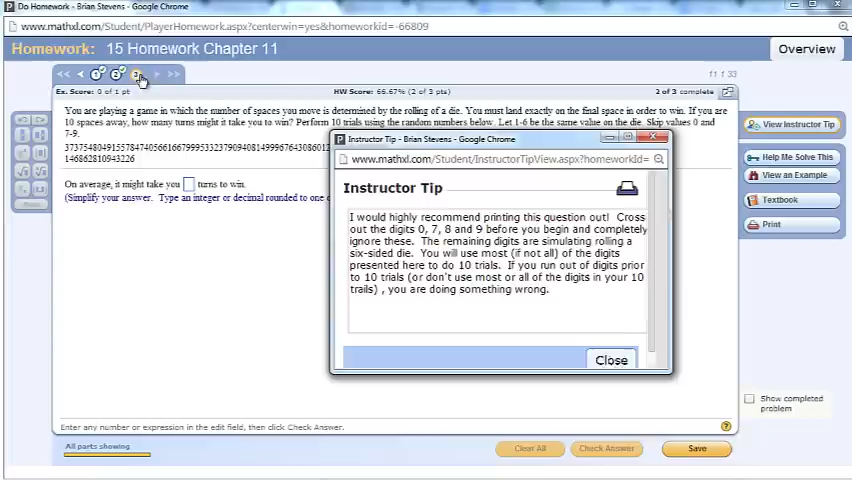 Do Homework - Brian Stevens - Google Chrome
www.mathxl.com/Student/PlayerHomework.aspx?centerwin=yes&homeworkid=-66809
Homework: 15 Homework Chapter 11
Overview
1 2 3
11 1 33
Ex. Score: 0 of 1 pt
HW Score: 66.67% (2 of 3 pts)
2 of 3 complete
You are playing a game in which the number of spaces you move is determined by the rolling of a die. You must land exactly on the final space in order to win. If you are
10 spaces away, how many turns might it take you to win? Perform 10 trials using the random numbers below. Let 1-6 be the same value on the die. Skip values 0 and
7-9.
146862810943226
On average, it might take you turns to win.
(Simplify your answer. Type an integer or decimal rounded to one d
Instructor Tip - Brian Stevens - Google Chrome
www.mathxl.com/Student/InstructorTipView.aspx?homeworkid=
Instructor Tip
I would highly recommend printing this question out! Cross
out the digits 0, 7, 8 and 9 before you begin and completely
ignore these. The remaining digits are simulating rolling a
six-sided die. You will use most (if not all) of the digits
presented here to do 10 trials. If you run out of digits prior
to 10 trials (or don't use most or all of the digits in your 10
trails) , you are doing something wrong.
Close
View Instructor Tip
Help Me Solve This
View an Example
Textbook
Print
Show completed
problem
Enter any number or expression in the edit field, then click Check Answer.
All parts showing
Clear All
Check Answer
Save